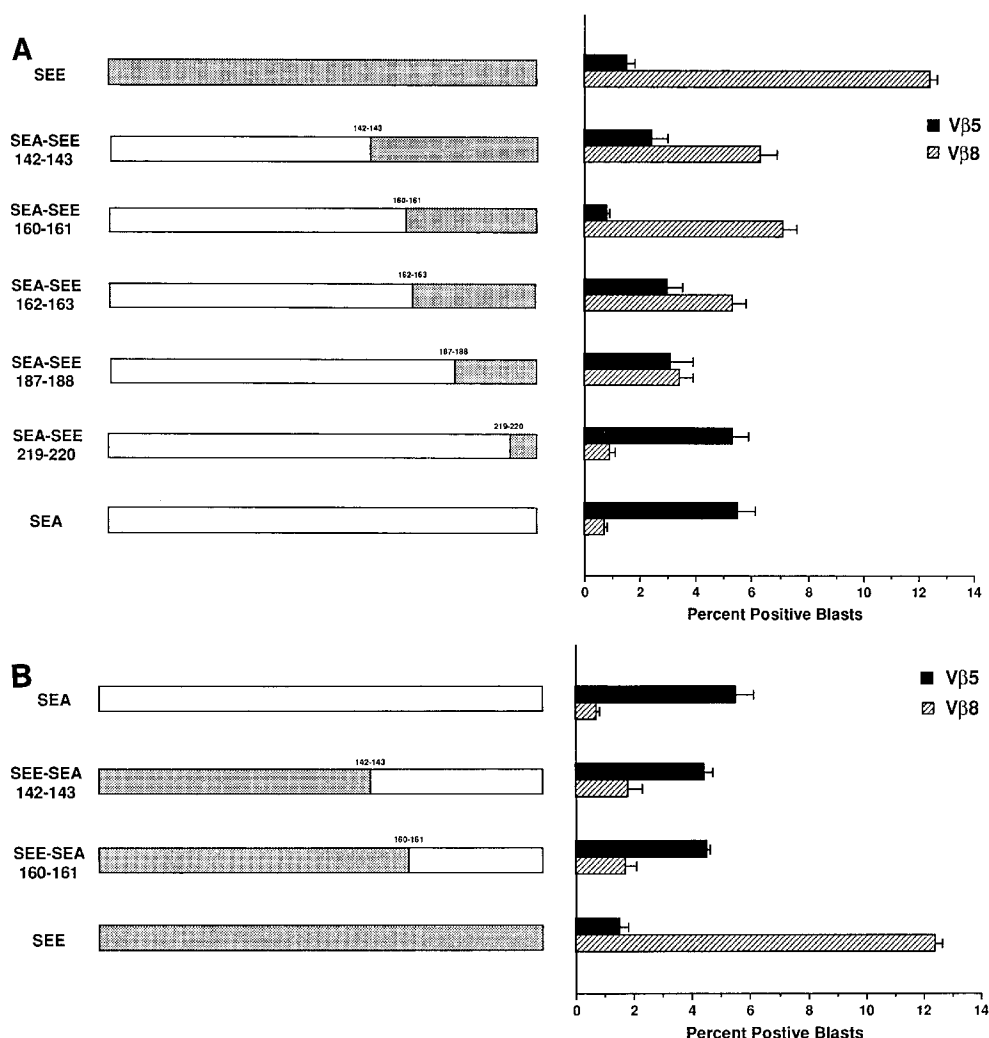 A
SEE
SEA-SEE
142-143
142-143
SEA-SEE
160-161
160-161
SEA-SEE
162-163
162-163
SEA-SEE
187-188
187-188
SEA-SEE
219-220
219-220
SEA
Vβ5
Vβ8
0 2 4 6 8 10 12 14
Percent Positive Blasts
B
SEA
SEE-SEA
142-143
142-143
SEE-SEA
160-161
160-161
SEE
Vβ5
Vβ8
0 2 4 6 8 10 12 14
Percent Postive Blasts